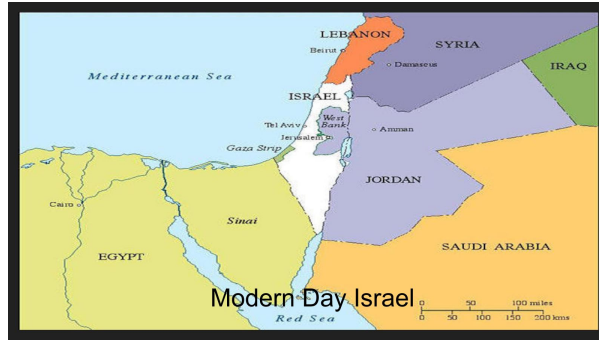 LEBANON
SYRIA
Beirut
IRAQ
Damascus
Mediterranean Sea
ISRAEL
West
Bank
Tel Aviv
Amman
Jerusalem
Gaza Strip
JORDAN
Cairo
Sinai
SAUDI ARABIA
EGYPT
Modern Day Israel
0 50 100 miles
0 50 100 150 200 kms
Red Sea